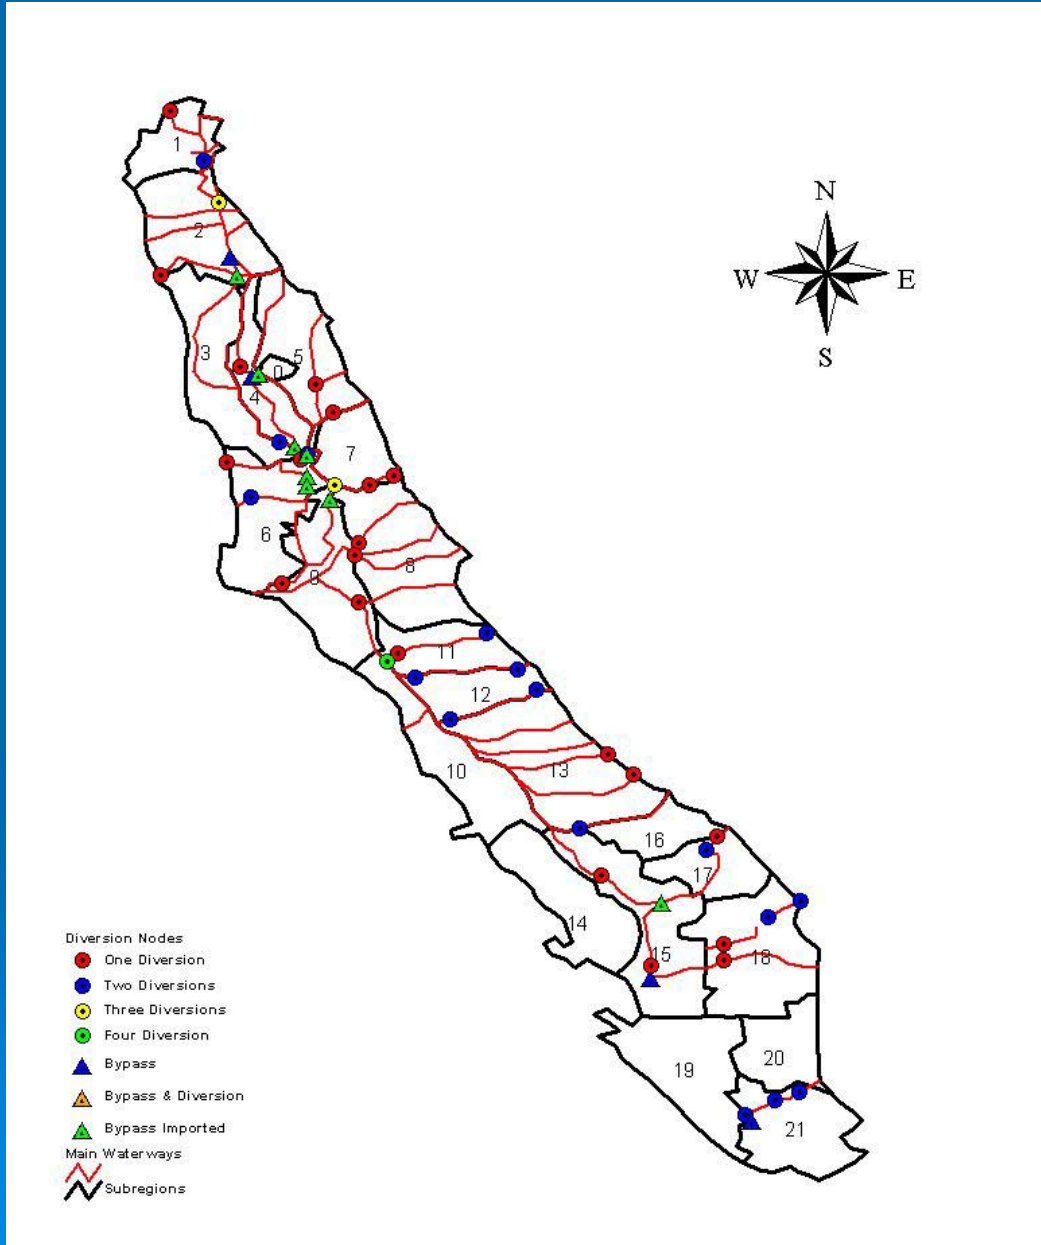 1
N
2
W E
S
3
5
0
4
7
6
8
9
11
12
10
13
16
17
14
15
18
20
19
21
Diversion Nodes
One Diversion
Two Diversions
Three Diversions
Four Diversion
Bypass
Bypass & Diversion
Bypass Imported
Main Waterways
Subregions